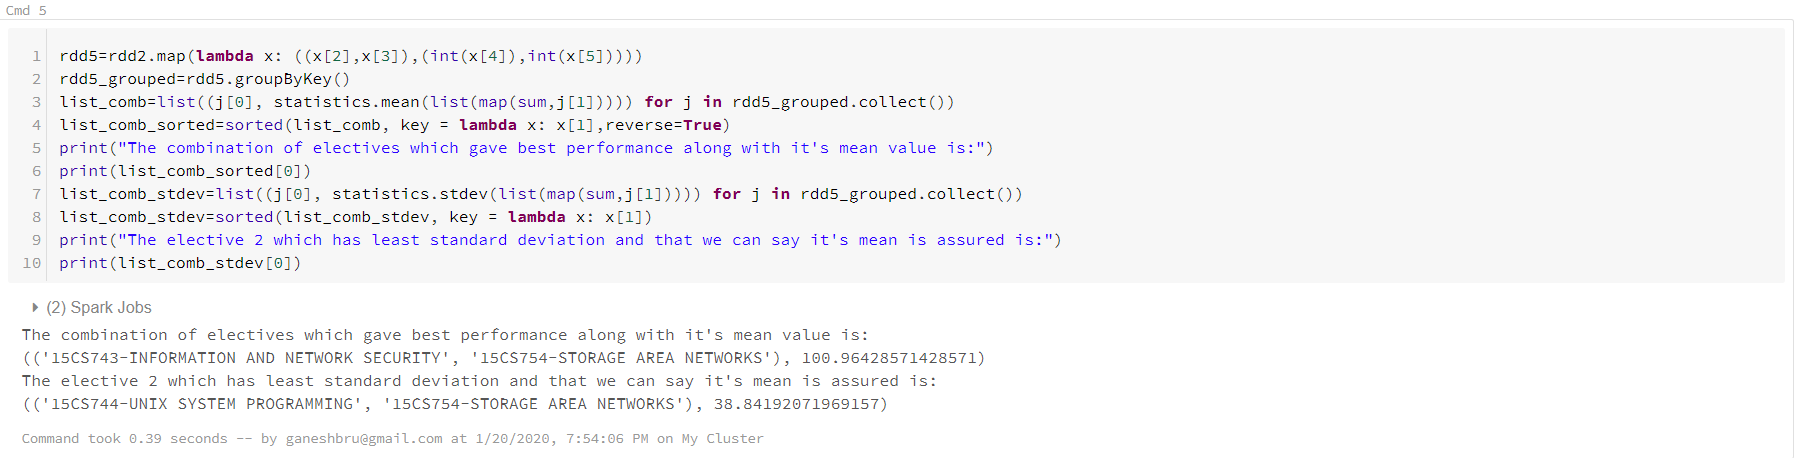 Cmd 5
1 rdd5=rdd2.map(lambda x: ((x[2],x[3]),(int(x[4]),int(x[5]))))
2 rdd5_grouped=rdd5.groupByKey()
3 list_comb=list((j[0], statistics.mean(list(map(sum,j[1])))) for j in rdd5_grouped.collect())
4 list_comb_sorted=sorted(list_comb, key = lambda x: x[1],reverse=True)
5 print("The combination of electives which gave best performance along with it's mean value is:")
6 print(list_comb_sorted[0])
7 list_comb_stdev=list((j[0], statistics.stdev(list(map(sum,j[1])))) for j in rdd5_grouped.collect())
8 list_comb_stdev=sorted(list_comb_stdev, key = lambda x: x[1])
9 print("The elective 2 which has least standard deviation and that we can say it's mean is assured is:")
10 print(list_comb_stdev[0])
(2) Spark Jobs
The combination of electives which gave best performance along with it's mean value is:
(('15CS743-INFORMATION AND NETWORK SECURITY', '15CS754-STORAGE AREA NETWORKS'), 100.96428571428571)
The elective 2 which has least standard deviation and that we can say it's mean is assured is:
(('15CS744-UNIX SYSTEM PROGRAMMING', '15CS754-STORAGE AREA NETWORKS'), 38.84192071969157)
Command took 0.39 seconds -- by ganeshbru@gmail.com at 1/20/2020, 7:54:06 PM on My Cluster